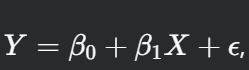 Y = β₀ + β₁X + ϵ,